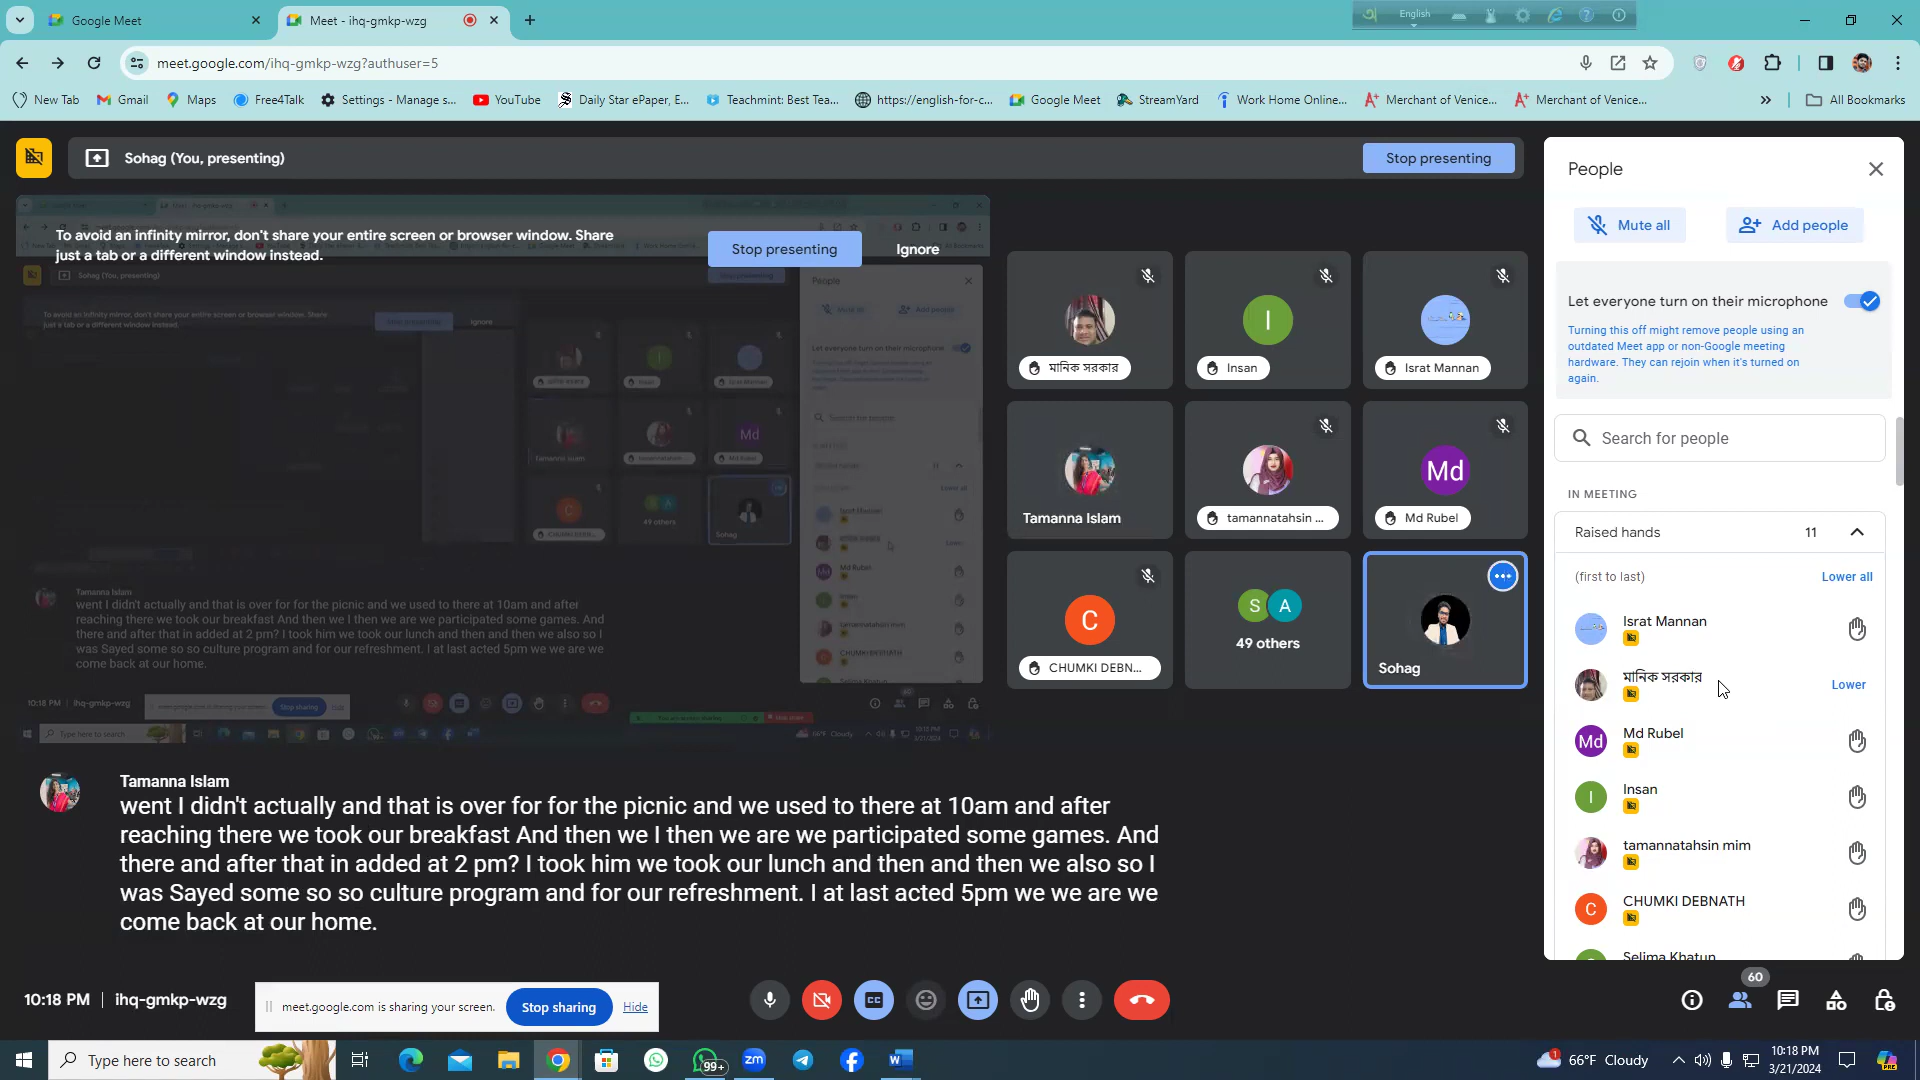 Google Meet
Meet - ihq-gmkp-wzg
English
meet.google.com/ihq-gmkp-wzg?authuser=5
New Tab
Gmail
Maps
Free4Talk
Settings - Manage s...
YouTube
Daily Star ePaper, E...
Teachmint: Best Tea...
https://english-for-c...
Google Meet
StreamYard
Work Home Online...
Merchant of Venice...
Merchant of Venice...
All Bookmarks
Sohag (You, presenting)
Stop presenting
To avoid an infinity mirror, don't share your entire screen or browser window. Share
just a tab or a different window instead.
Stop presenting
Ignore
মানিক সরকার
Insan
Israt Mannan
Tamanna Islam
tamannatahsin ...
Md
Md Rubel
C
CHUMKI DEBN...
S A
49 others
Sohag
Tamanna Islam
went I didn't actually and that is over for for the picnic and we used to there at 10am and after
reaching there we took our breakfast And then we I then we are we participated some games. And
there and after that in added at 2 pm? I took him we took our lunch and then and then we also so I
was Sayed some so so culture program and for our refreshment. I at last acted 5pm we we are we
come back at our home.
People
Mute all
Add people
Let everyone turn on their microphone
Turning this off might remove people using an
outdated Meet app or non-Google meeting
hardware. They can rejoin when it's turned on
again.
Search for people
IN MEETING
Raised hands 11
(first to last)
Lower all
Israt Mannan
মানিক সরকার
Lower
Md Md Rubel
I Insan
tamannatahsin mim
C CHUMKI DEBNATH
Selima Khatun
10:18 PM | ihq-gmkp-wzg
meet.google.com is sharing your screen.
Stop sharing
Hide
60
Type here to search
99+
zm
66°F Cloudy
10:18 PM
3/21/2024